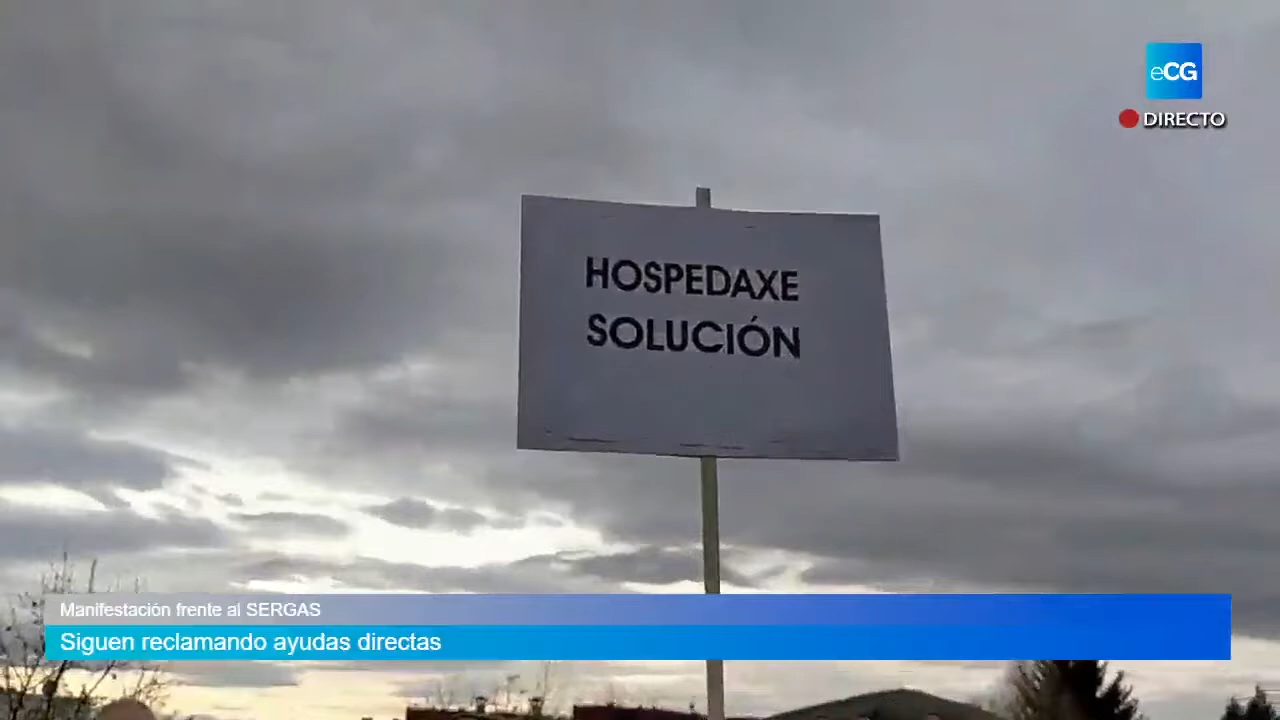 eCG
DIRECTO
HOSPEDAXE
SOLUCIÓN
Manifestación frente al SERGAS
Siguen reclamando ayudas directas